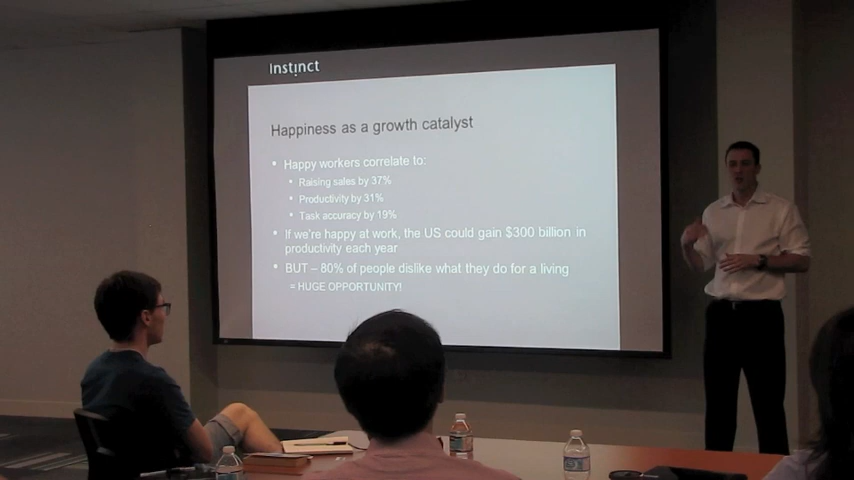 Inst!nct
Happiness as a growth catalyst
• Happy workers correlate to:
• Raising sales by 37%
• Productivity by 31%
• Task accuracy by 19%
• If we're happy at work, the US could gain $300 billion in
productivity each year
• BUT – 80% of people dislike what they do for a living
= HUGE OPPORTUNITY!